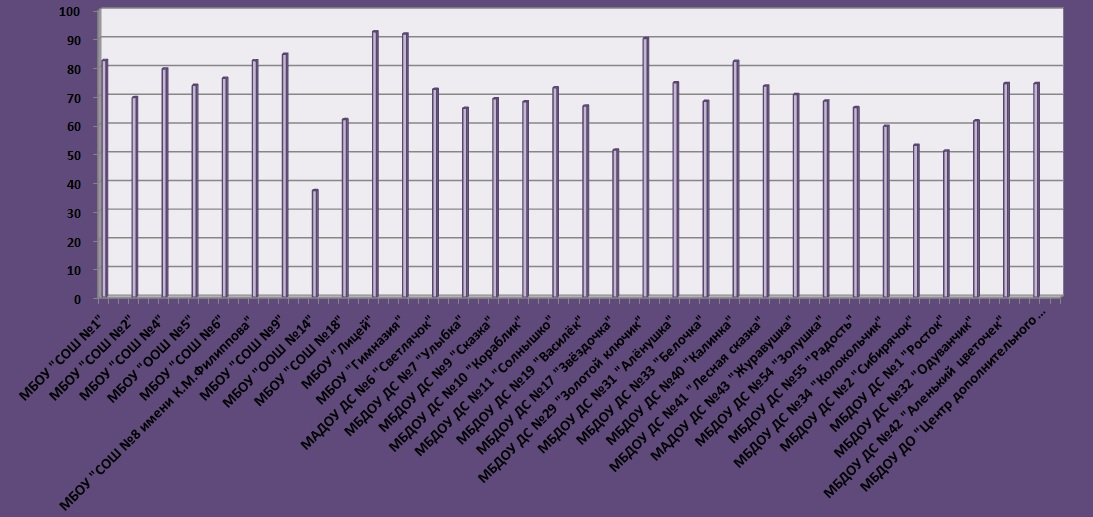 100
90
80
70
60
50
40
30
20
10
0
МБОУ "СОШ №1"
МБОУ "СОШ №2"
МБОУ "СОШ №4"
МБОУ "ООШ №5"
МБОУ "СОШ №6"
МБОУ "СОШ №8 имени К.М.Филиппова"
МБОУ "СОШ №9"
МБОУ "ООШ №14"
МБОУ "СОШ №18"
МБОУ "Лицей"
МБОУ "Гимназия"
МАДОУ ДС №6 "Светлячок"
МБДОУ ДС №7 "Улыбка"
МБДОУ ДС №9 "Сказка"
МБДОУ ДС №10 "Кораблик"
МБДОУ ДС №11 "Солнышко"
МБДОУ ДС №19 "Василёк"
МБДОУ ДС №17 "Звёздочка"
МБДОУ ДС №29 "Золотой ключик"
МБДОУ ДС №31 "Алёнушка"
МБДОУ ДС №33 "Белочка"
МБДОУ ДС №40 "Калинка"
МБДОУ ДС №41 "Лесная сказка"
МАДОУ ДС №43 "Журавушка"
МБДОУ ДС №54 "Золушка"
МБДОУ ДС №55 "Радость"
МБДОУ ДС №34 "Колокольчик"
МБДОУ ДС №2 "Сибирячок"
МБДОУ ДС №1 "Росток"
МБДОУ ДС №32 "Одуванчик"
МБДОУ ДС №42 "Аленький цветочек"
МБДОУ ДО "Центр дополнительного…